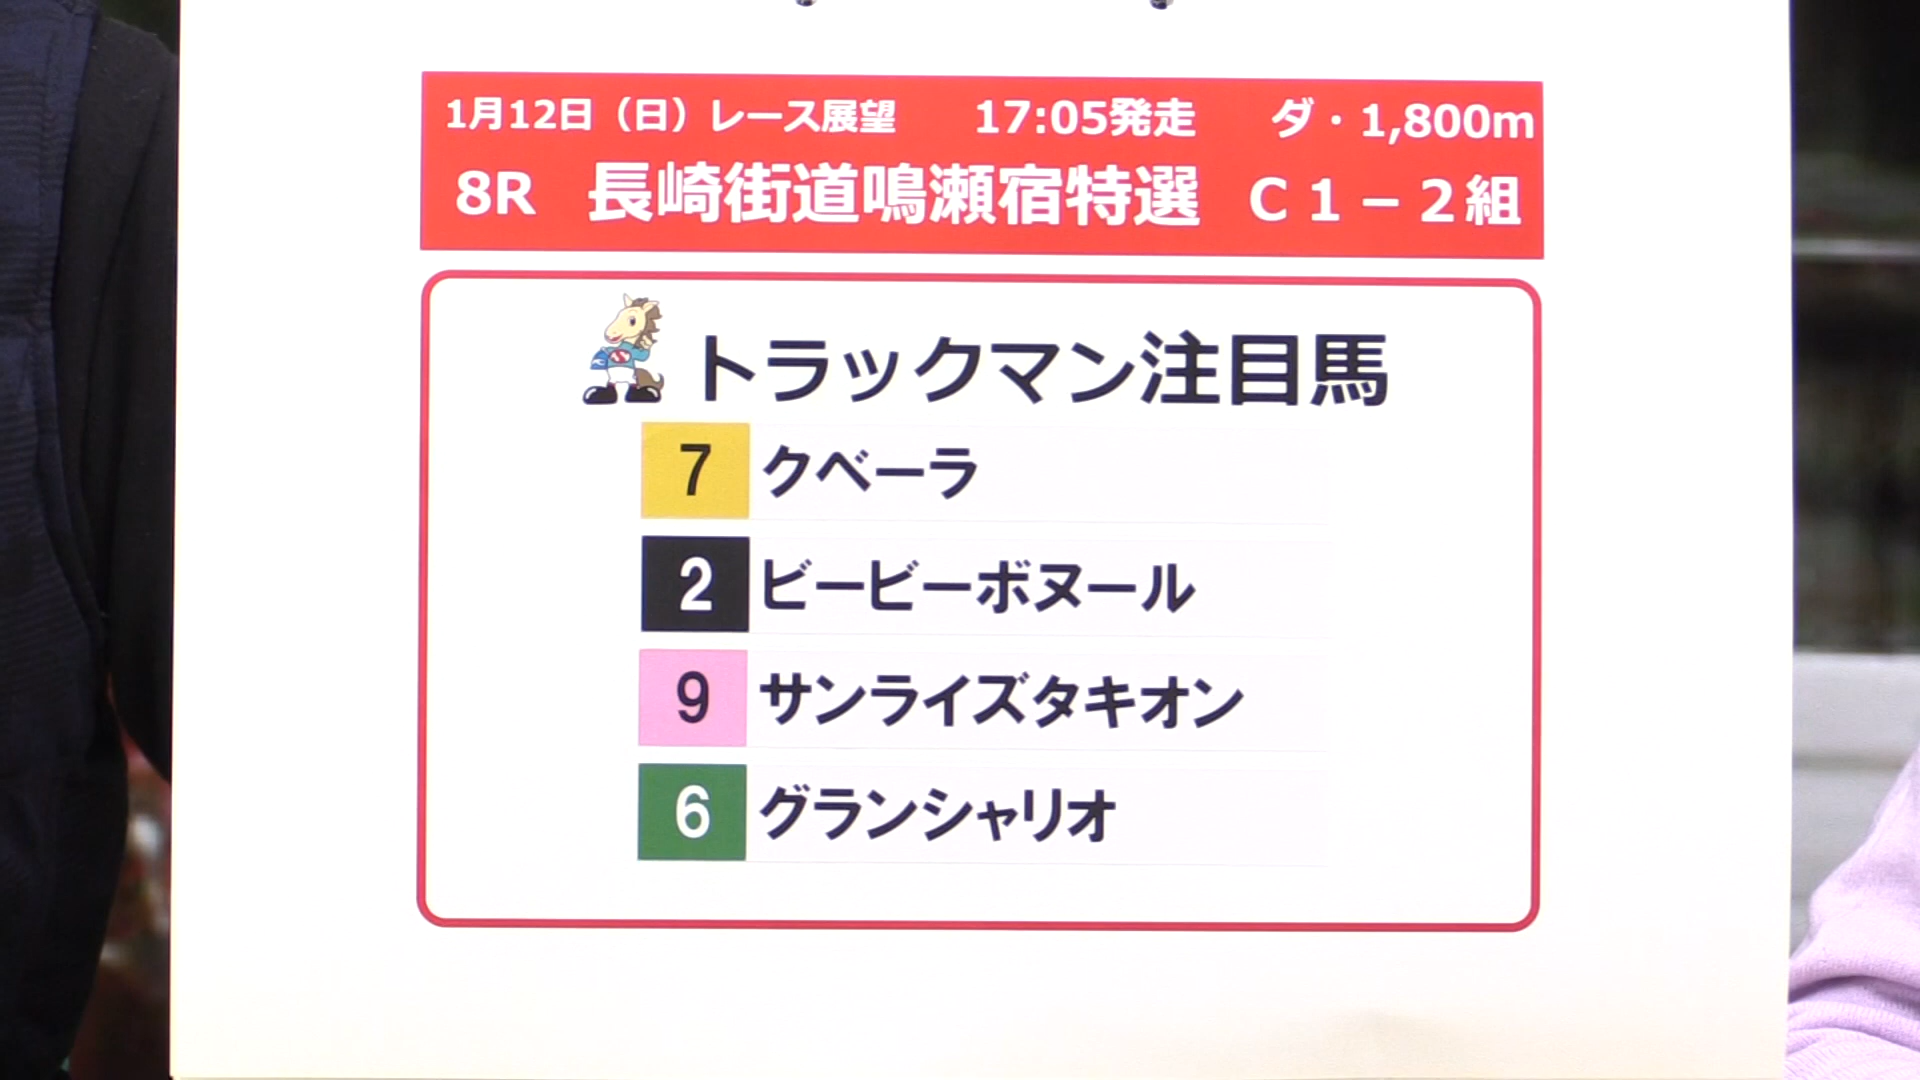 1月12日（日）レース展望　17:05発走　ダ・1,800m
8R　長崎街道鳴瀬宿特選　C1－2組
トラックマン注目馬
7 クベーラ
2 ビービーボヌール
9 サンライズタキオン
6 グランシャリオ